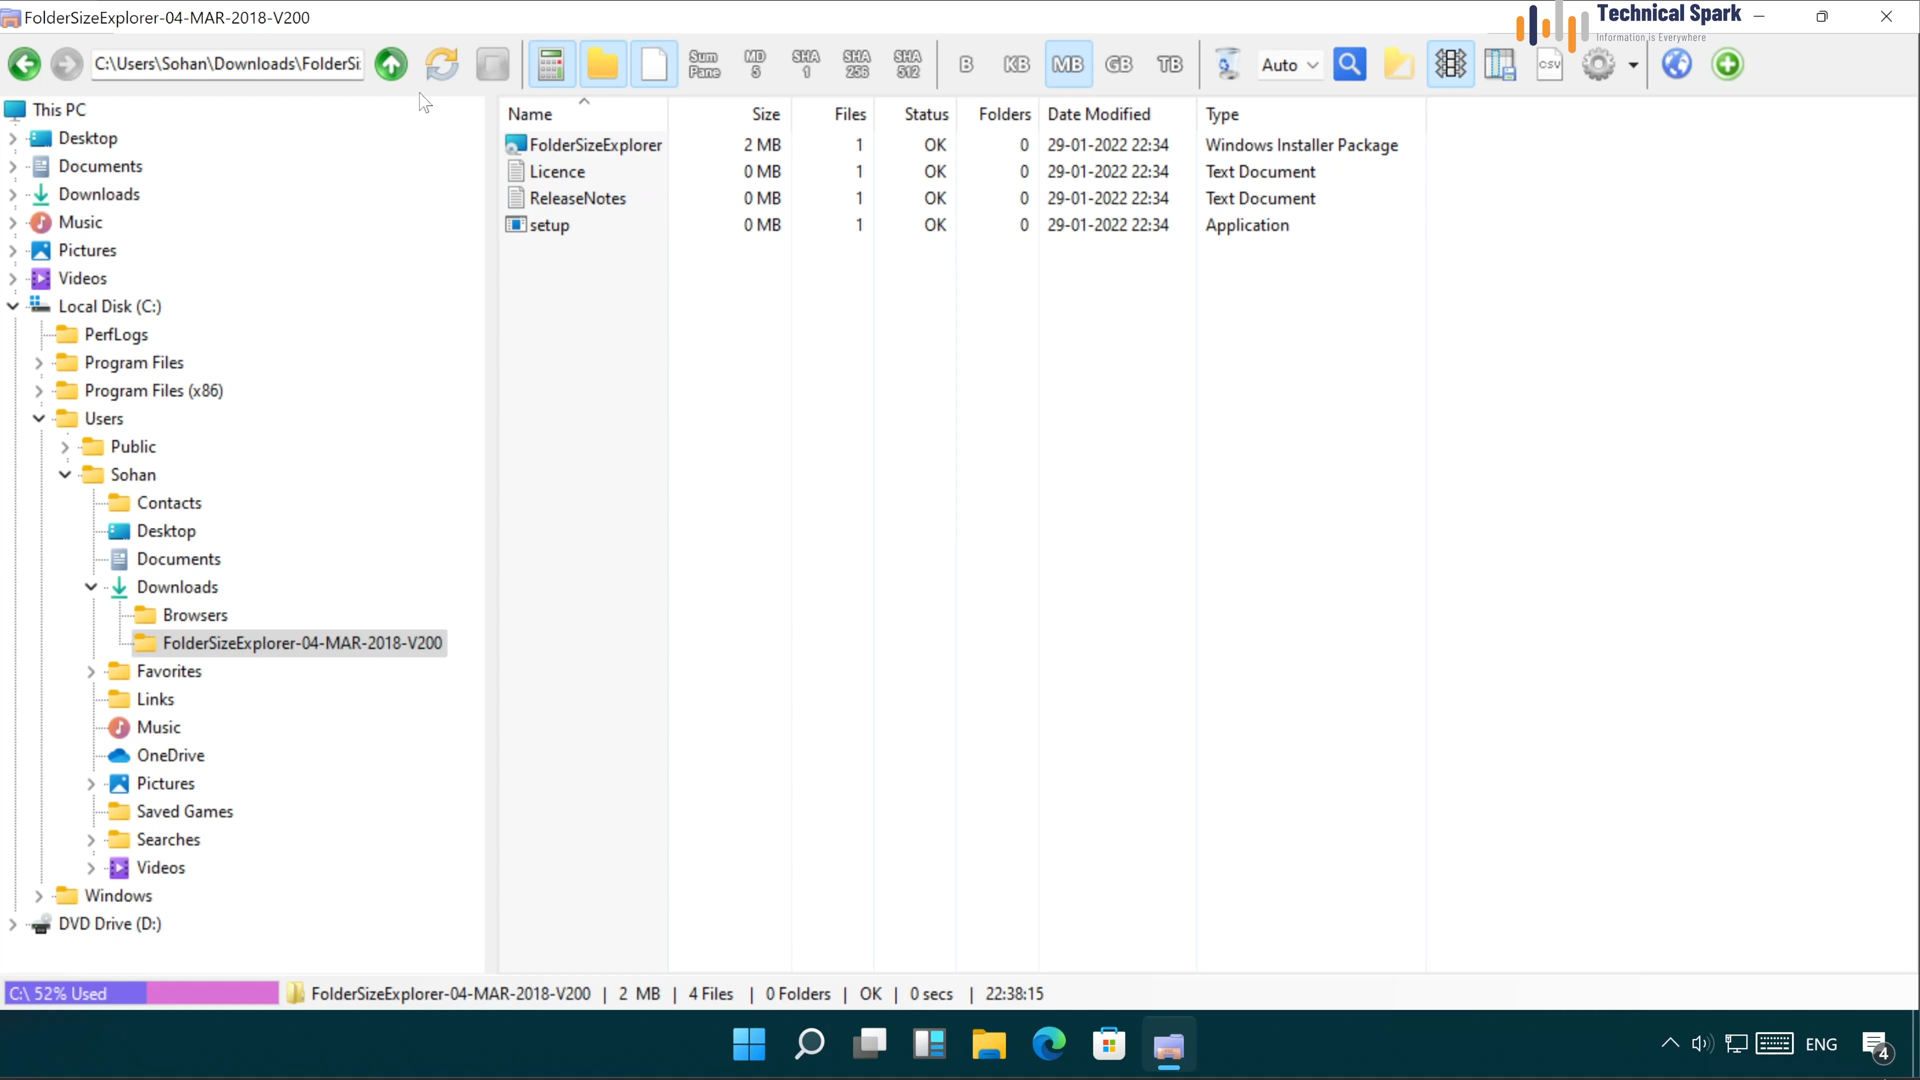 FolderSizeExplorer-04-MAR-2018-V200
Technical Spark
Information is Everywhere
C:\Users\Sohan\Downloads\FolderSi
Sum Pane
MD 5
SHA 1
SHA 256
SHA 512
B KB MB GB TB
Auto
CSV
This PC
Desktop
Documents
Downloads
Music
Pictures
Videos
Local Disk (C:)
PerfLogs
Program Files
Program Files (x86)
Users
Public
Sohan
Contacts
Desktop
Documents
Downloads
Browsers
FolderSizeExplorer-04-MAR-2018-V200
Favorites
Links
Music
OneDrive
Pictures
Saved Games
Searches
Videos
Windows
DVD Drive (D:)
Name Size Files Status Folders Date Modified Type
FolderSizeExplorer 2 MB 1 OK 0 29-01-2022 22:34 Windows Installer Package
Licence 0 MB 1 OK 0 29-01-2022 22:34 Text Document
ReleaseNotes 0 MB 1 OK 0 29-01-2022 22:34 Text Document
setup 0 MB 1 OK 0 29-01-2022 22:34 Application
C:\ 52% Used FolderSizeExplorer-04-MAR-2018-V200 | 2 MB | 4 Files | 0 Folders | OK | 0 secs | 22:38:15
ENG 4